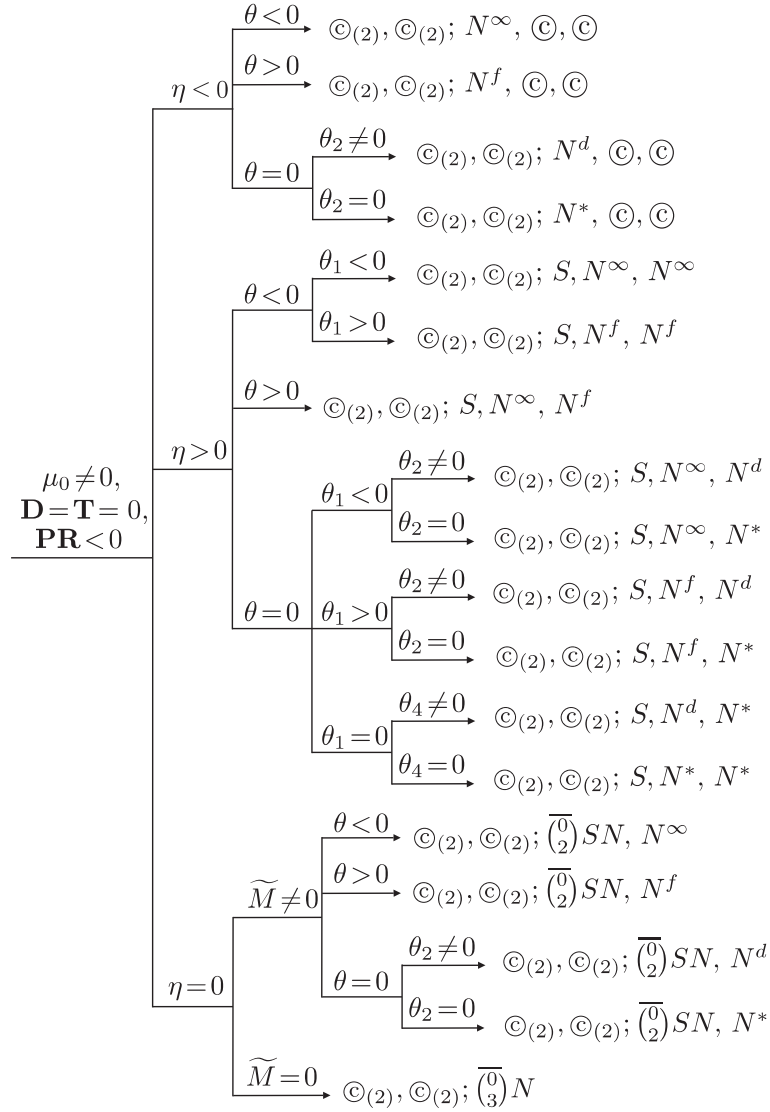 θ<0 ⓒ₍₂₎, ⓒ₍₂₎; N^∞, ⓒ, ⓒ
θ>0 ⓒ₍₂₎, ⓒ₍₂₎; N^f, ⓒ, ⓒ
η<0
θ₂≠0 ⓒ₍₂₎, ⓒ₍₂₎; N^d, ⓒ, ⓒ
θ=0
θ₂=0 ⓒ₍₂₎, ⓒ₍₂₎; N*, ⓒ, ⓒ
θ₁<0 ⓒ₍₂₎, ⓒ₍₂₎; S, N^∞, N^∞
θ<0
θ₁>0 ⓒ₍₂₎, ⓒ₍₂₎; S, N^f, N^f
θ>0 ⓒ₍₂₎, ⓒ₍₂₎; S, N^∞, N^f
η>0
μ₀≠0,
D=T=0,
PR<0
θ₂≠0 ⓒ₍₂₎, ⓒ₍₂₎; S, N^∞, N^d
θ₁<0
θ₂=0 ⓒ₍₂₎, ⓒ₍₂₎; S, N^∞, N*
θ₂≠0 ⓒ₍₂₎, ⓒ₍₂₎; S, N^f, N^d
θ=0 θ₁>0
θ₂=0 ⓒ₍₂₎, ⓒ₍₂₎; S, N^f, N*
θ₄≠0 ⓒ₍₂₎, ⓒ₍₂₎; S, N^d, N*
θ₁=0
θ₄=0 ⓒ₍₂₎, ⓒ₍₂₎; S, N*, N*
θ<0 ⓒ₍₂₎, ⓒ₍₂₎; \overline{\binom{0}{2}}SN, N^∞
θ>0 ⓒ₍₂₎, ⓒ₍₂₎; \overline{\binom{0}{2}}SN, N^f
M̃≠0
θ₂≠0 ⓒ₍₂₎, ⓒ₍₂₎; \overline{\binom{0}{2}}SN, N^d
η=0 θ=0
θ₂=0 ⓒ₍₂₎, ⓒ₍₂₎; \overline{\binom{0}{2}}SN, N*
M̃=0 ⓒ₍₂₎, ⓒ₍₂₎; \overline{\binom{0}{3}}N